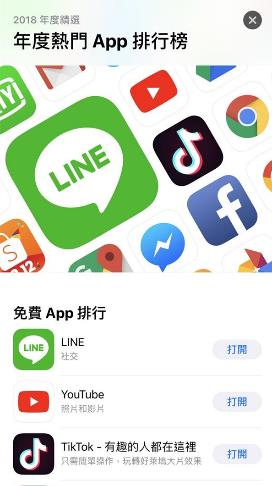 2018 年度精選
年度熱門 App 排行榜
LINE
免費 App 排行
LINE
LINE
社交
打開
YouTube
照片和影片
打開
TikTok - 有趣的人都在這裡
只需簡單操作，玩轉好萊塢大片效果
打開